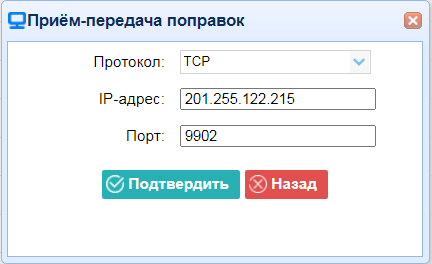 Приём-передача поправок
Протокол: TCP
IP-адрес: 201.255.122.215
Порт: 9902
Подтвердить Назад